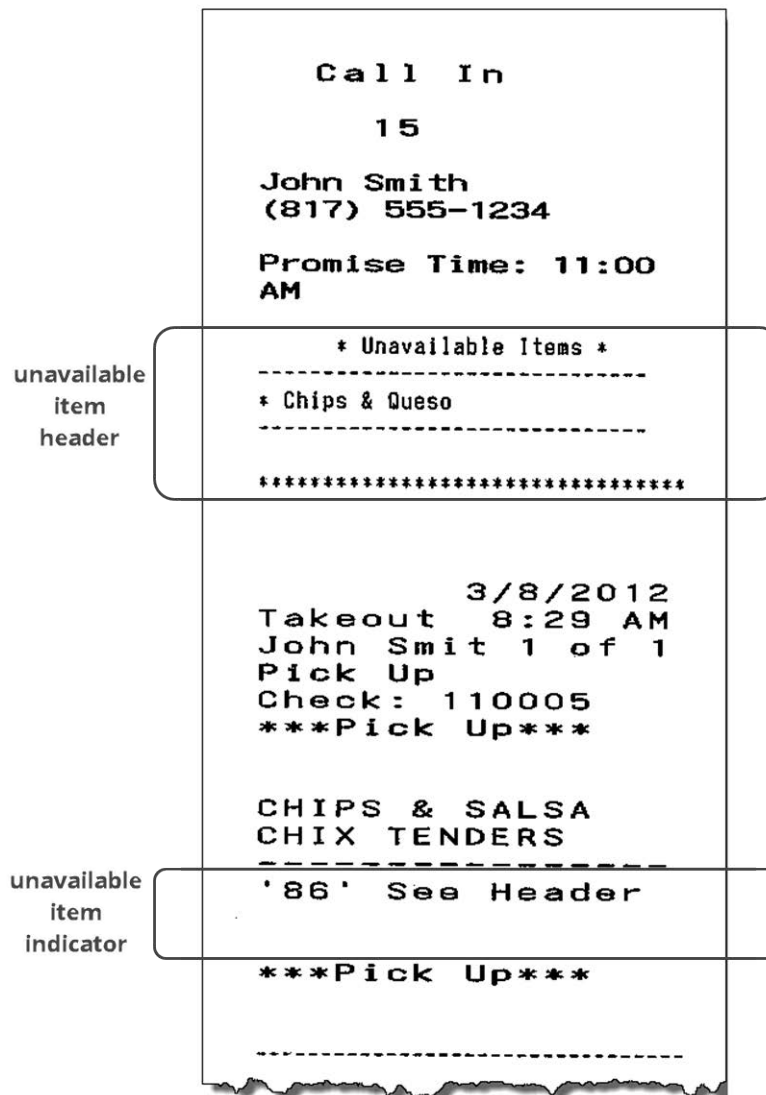 Call In
15
John Smith
(817) 555-1234
Promise Time: 11:00
AM
unavailable
item
header
* Unavailable Items *
------------------------------
* Chips & Queso
------------------------------
*********************************
3/8/2012
Takeout 8:29 AM
John Smit 1 of 1
Pick Up
Check: 110005
***Pick Up***
CHIPS & SALSA
CHIX TENDERS
----------------
unavailable
item
indicator
'86' See Header
***Pick Up***
---------------------------------